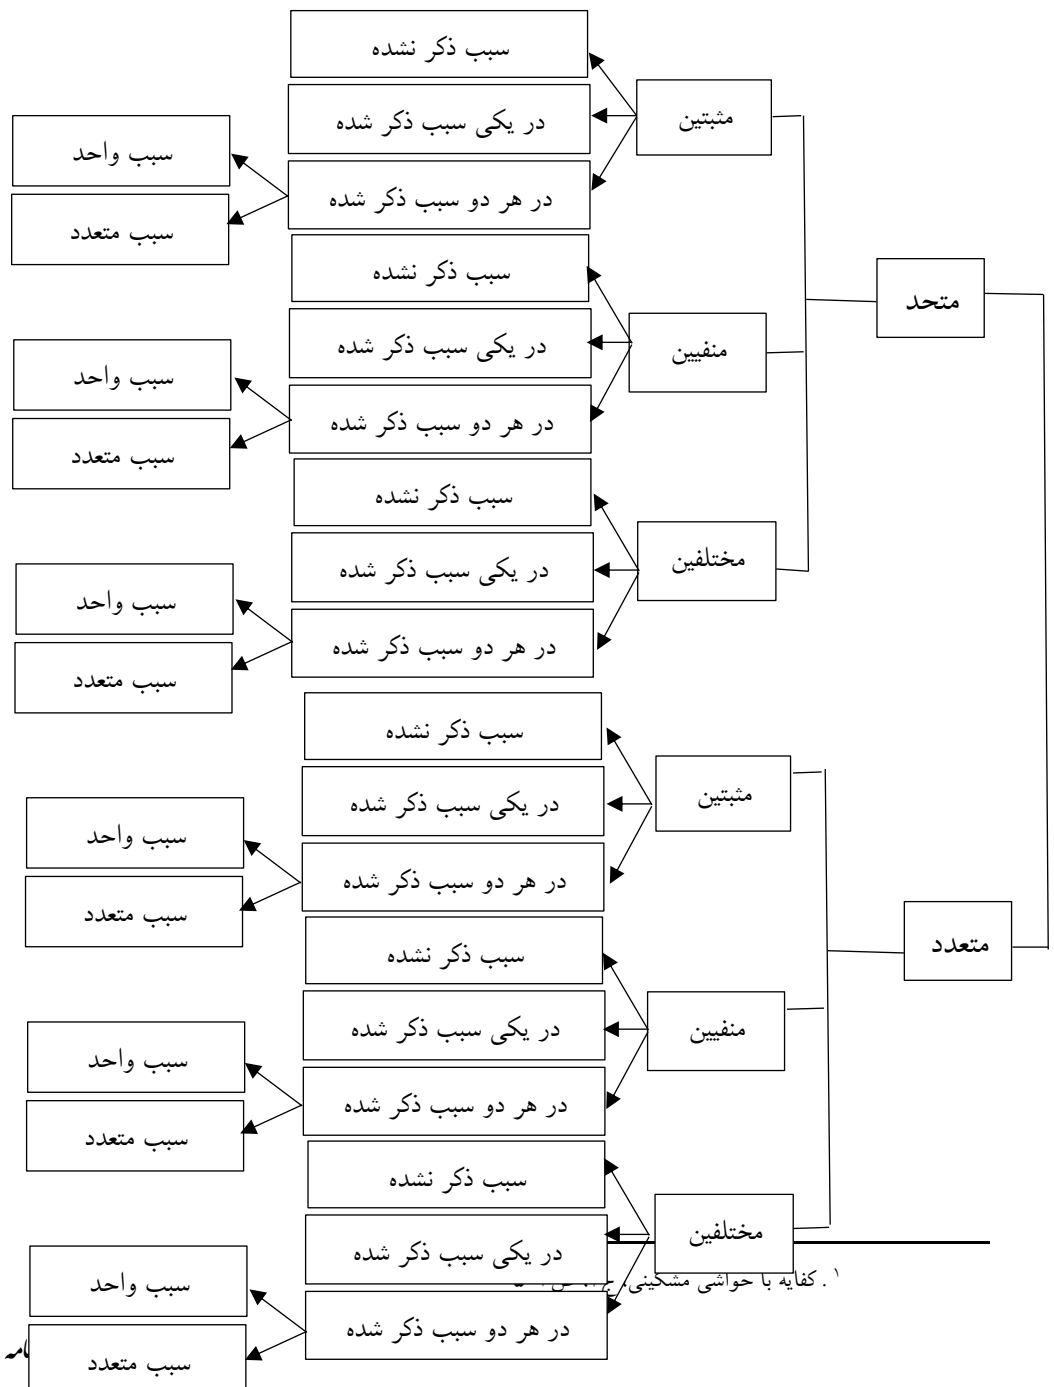 متحد
مثبتین
سبب ذکر نشده
در یکی سبب ذکر شده
در هر دو سبب ذکر شده
سبب واحد
سبب متعدد
منفیین
سبب ذکر نشده
در یکی سبب ذکر شده
در هر دو سبب ذکر شده
سبب واحد
سبب متعدد
مختلفین
سبب ذکر نشده
در یکی سبب ذکر شده
در هر دو سبب ذکر شده
سبب واحد
سبب متعدد
متعدد
مثبتین
سبب ذکر نشده
در یکی سبب ذکر شده
در هر دو سبب ذکر شده
سبب واحد
سبب متعدد
منفیین
سبب ذکر نشده
در یکی سبب ذکر شده
در هر دو سبب ذکر شده
سبب واحد
سبب متعدد
مختلفین
سبب ذکر نشده
در یکی سبب ذکر شده
در هر دو سبب ذکر شده
سبب واحد
سبب متعدد
۱ . کفایه با حواشی مشکینی،